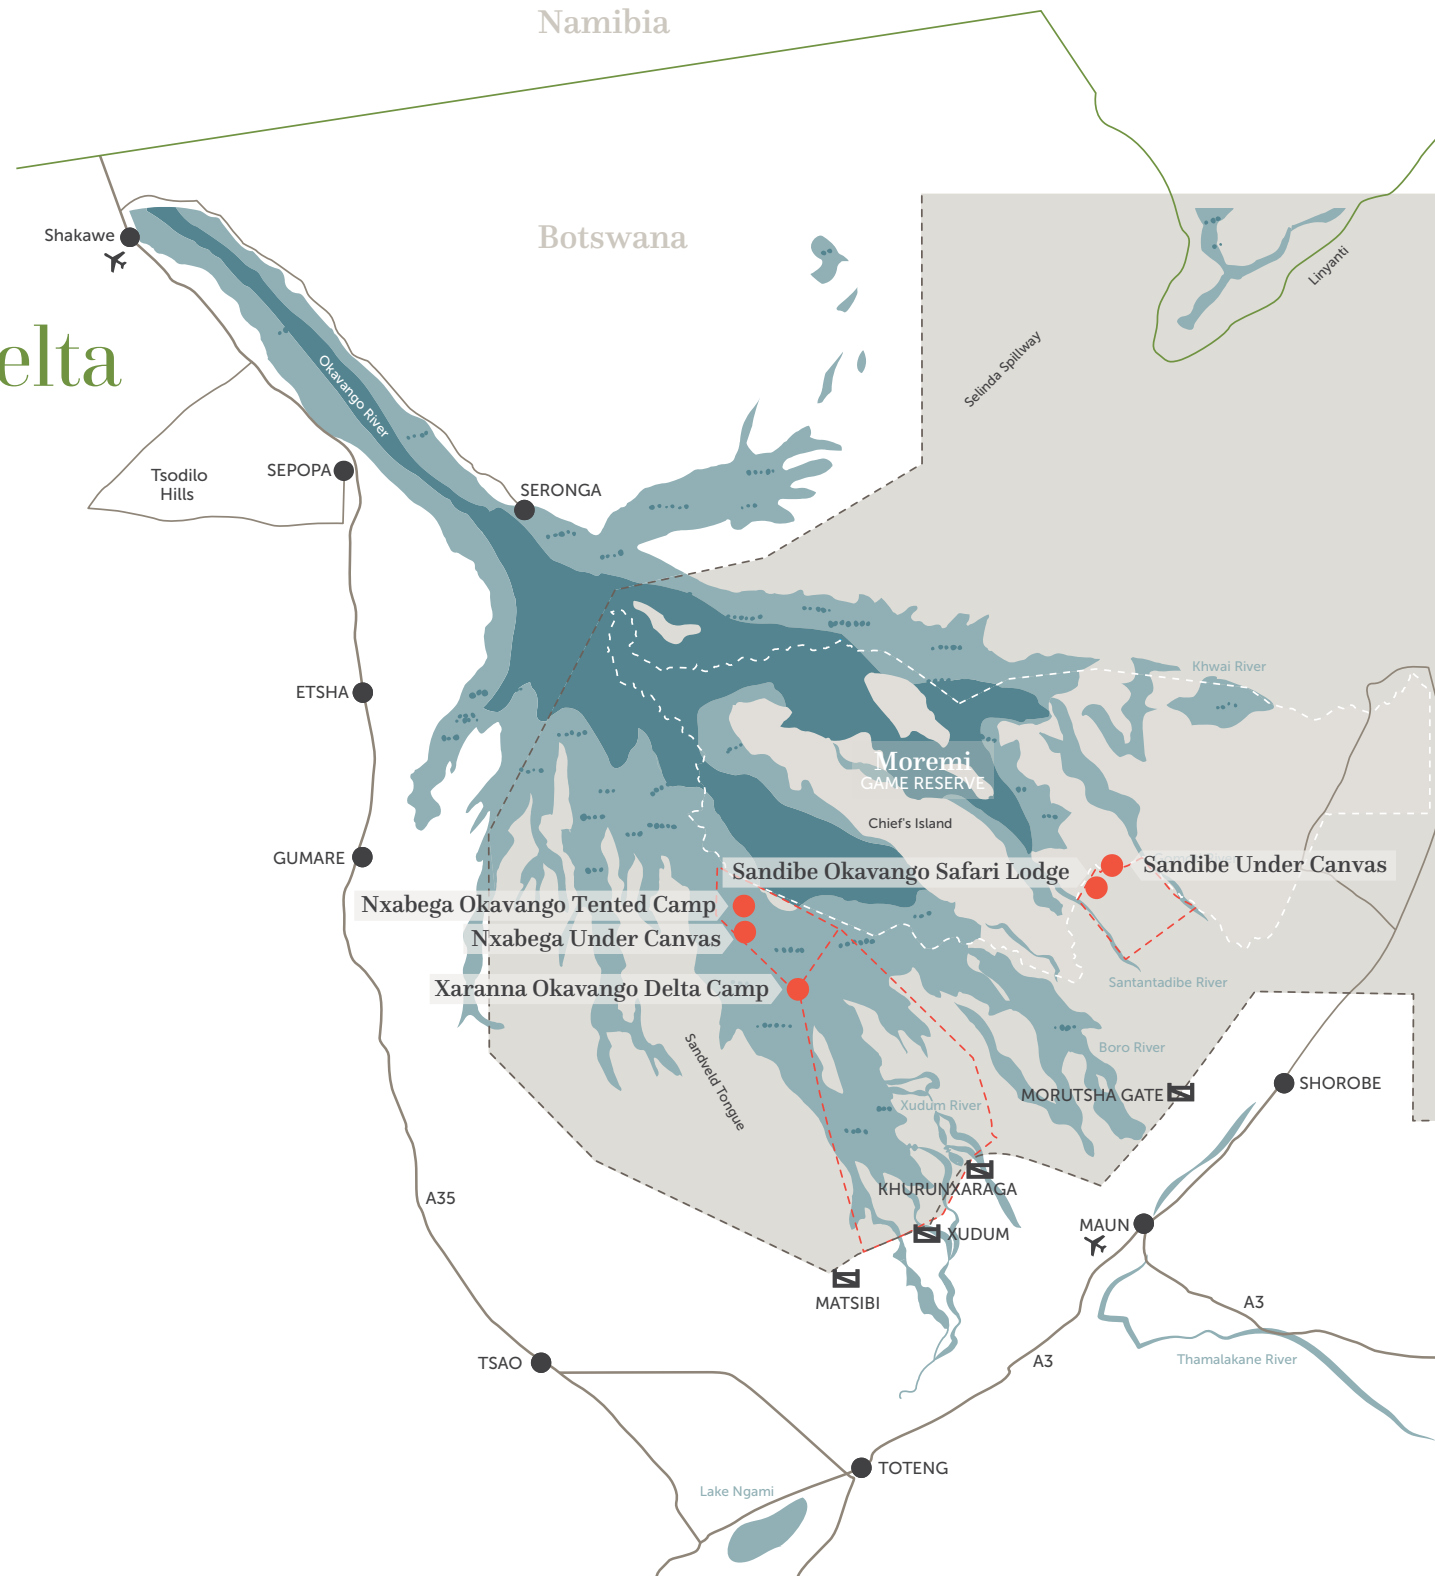 Namibia
Shakawe
Botswana
Linyanti
elta
Selinda Spillway
Okavango River
Tsodilo
Hills
SEPOPA
SERONGA
Khwai River
ETSHA
Moremi
GAME RESERVE
Chief's Island
GUMARE
Sandibe Okavango Safari Lodge
Sandibe Under Canvas
Nxabega Okavango Tented Camp
Nxabega Under Canvas
Xaranna Okavango Delta Camp
Santantadibe River
Sandveld Tongue
Boro River
MORUTSHA GATE
SHOROBE
Xudum River
KHURUNXARAGA
A35
MAUN
XUDUM
MATSIBI
A3
TSAO
A3
Thamalakane River
TOTENG
Lake Ngami